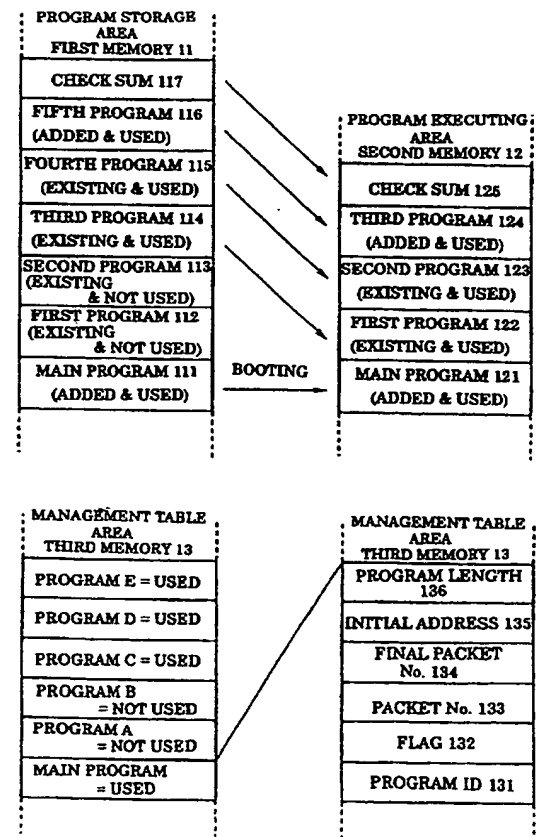 PROGRAM STORAGE
AREA
FIRST MEMORY 11
CHECK SUM 117
FIFTH PROGRAM 116
(ADDED & USED)
FOURTH PROGRAM 115
(EXISTING & USED)
THIRD PROGRAM 114
(EXISTING & USED)
SECOND PROGRAM 113
(EXISTING
& NOT USED)
FIRST PROGRAM 112
(EXISTING
& NOT USED)
MAIN PROGRAM 111
(ADDED & USED)
BOOTING
PROGRAM EXECUTING
AREA
SECOND MEMORY 12
CHECK SUM 125
THIRD PROGRAM 124
(ADDED & USED)
SECOND PROGRAM 123
(EXISTING & USED)
FIRST PROGRAM 122
(EXISTING & USED)
MAIN PROGRAM 121
(ADDED & USED)
MANAGEMENT TABLE
AREA
THIRD MEMORY 13
PROGRAM E = USED
PROGRAM D = USED
PROGRAM C = USED
PROGRAM B
= NOT USED
PROGRAM A
= NOT USED
MAIN PROGRAM
= USED
MANAGEMENT TABLE
AREA
THIRD MEMORY 13
PROGRAM LENGTH
136
INITIAL ADDRESS 135
FINAL PACKET
No. 134
PACKET No. 133
FLAG 132
PROGRAM ID 131